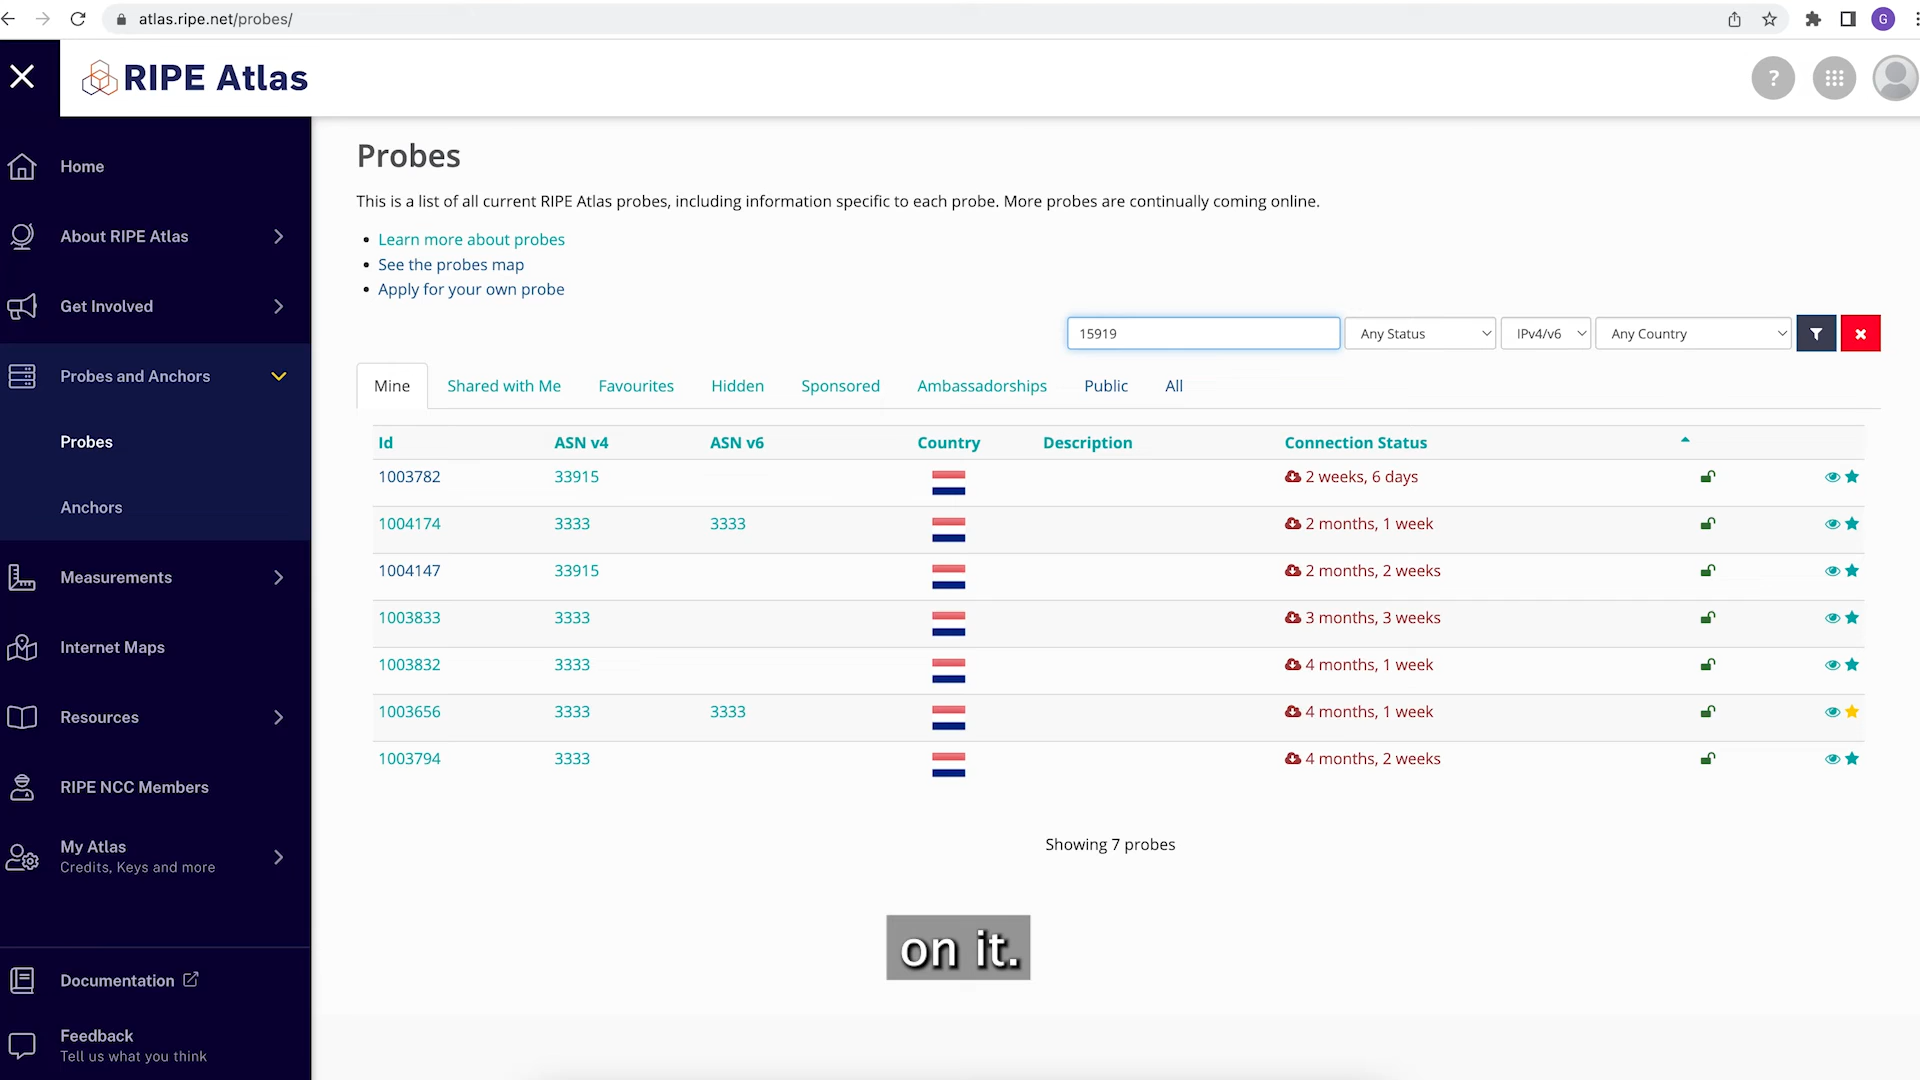 atlas.ripe.net/probes/
G
RIPE Atlas
?
Home
About RIPE Atlas
Get Involved
Probes and Anchors
Probes
Anchors
Measurements
Internet Maps
Resources
RIPE NCC Members
My Atlas
Credits, Keys and more
Documentation
Feedback
Tell us what you think
Probes
This is a list of all current RIPE Atlas probes, including information specific to each probe. More probes are continually coming online.
• Learn more about probes
• See the probes map
• Apply for your own probe
15919 Any Status IPv4/v6 Any Country
Mine Shared with Me Favourites Hidden Sponsored Ambassadorships Public All
Id ASN v4 ASN v6 Country Description Connection Status
1003782 33915 2 weeks, 6 days
1004174 3333 3333 2 months, 1 week
1004147 33915 2 months, 2 weeks
1003833 3333 3 months, 3 weeks
1003832 3333 4 months, 1 week
1003656 3333 3333 4 months, 1 week
1003794 3333 4 months, 2 weeks
Showing 7 probes
on it.